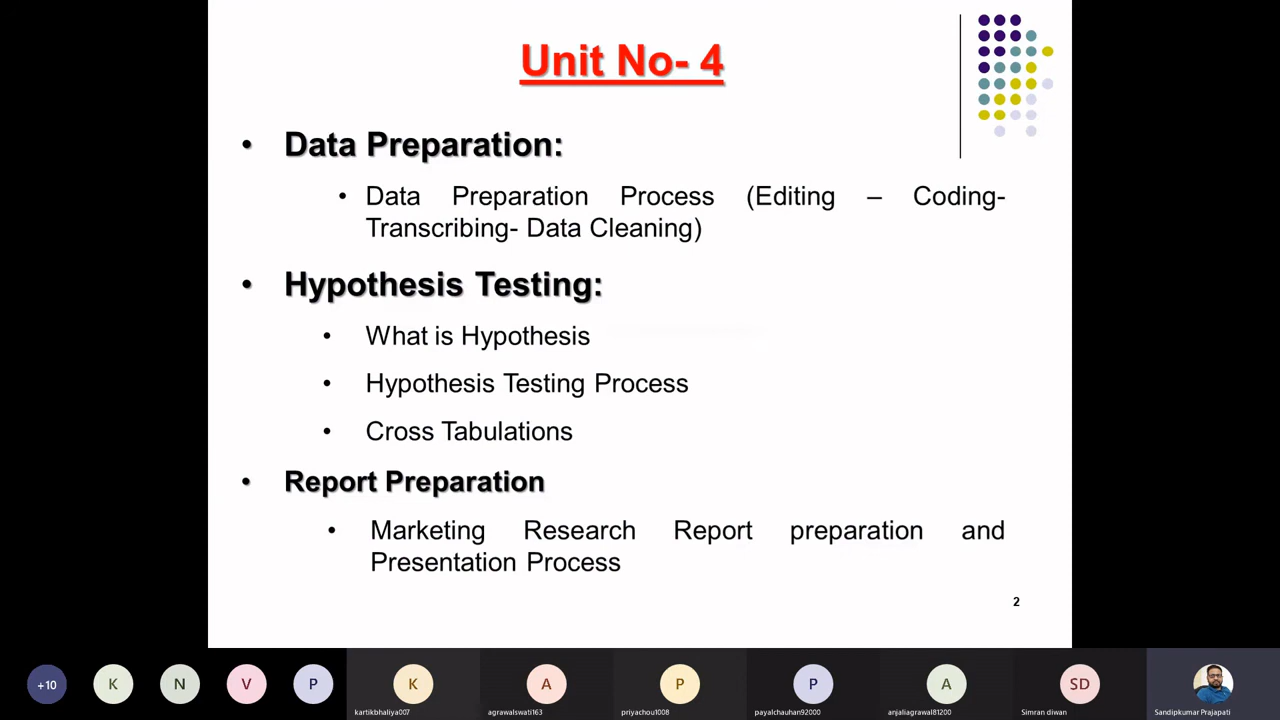 Unit No- 4
• Data Preparation:
• Data Preparation Process (Editing – Coding-
Transcribing- Data Cleaning)
• Hypothesis Testing:
• What is Hypothesis
• Hypothesis Testing Process
• Cross Tabulations
• Report Preparation
• Marketing Research Report preparation and
Presentation Process
2
+10 K N V P K A P P A SD
kartikbhaliya007 agrawalswati163 priyachou1008 payalchauhan92000 anjaliagrawal81200 Simran diwan Sandipkumar Prajapati